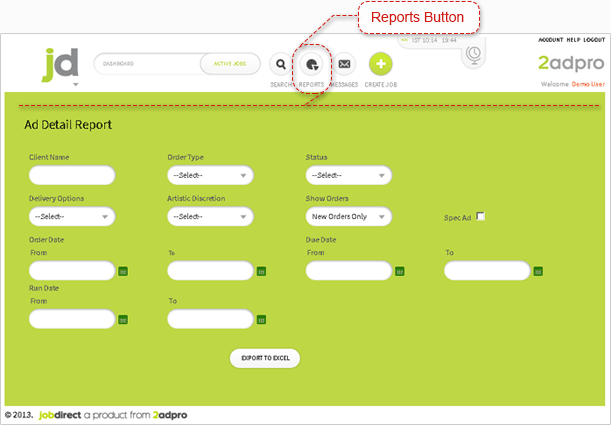 Reports Button
IST 10:14 19:44
ACCOUNT HELP LOGOUT
jd
DASHBOARD
ACTIVE JOBS
SEARCH
REPORTS
MESSAGES
CREATE JOB
2adpro
Welcome Demo User
Ad Detail Report
Client Name
Order Type
Status
--Select--
--Select--
Delivery Options
Artistic Discretion
Show Orders
--Select--
--Select--
New Orders Only
Spec Ad
Order Date
Due Date
From
To
From
To
Run Date
From
To
EXPORT TO EXCEL
© 2013. jobdirect a product from 2adpro